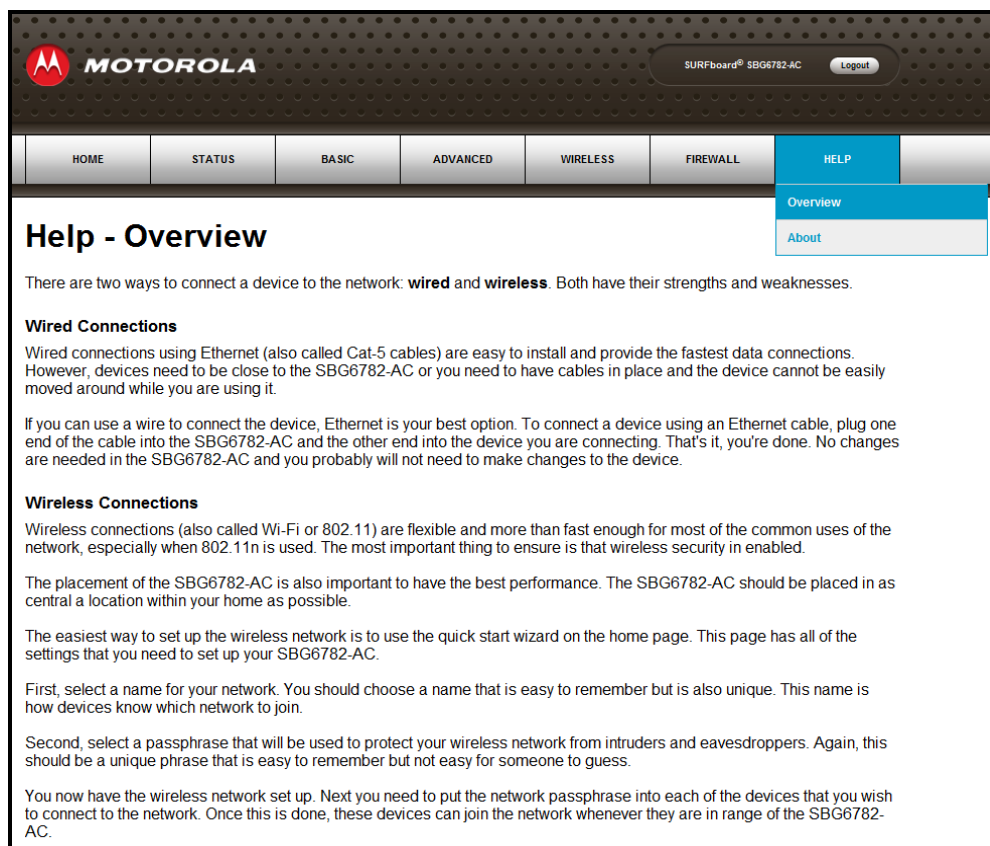 MOTOROLA
SURFboard® SBG6782-AC Logout
HOME STATUS BASIC ADVANCED WIRELESS FIREWALL HELP
Overview
About
Help - Overview
There are two ways to connect a device to the network: wired and wireless. Both have their strengths and weaknesses.
Wired Connections
Wired connections using Ethernet (also called Cat-5 cables) are easy to install and provide the fastest data connections.
However, devices need to be close to the SBG6782-AC or you need to have cables in place and the device cannot be easily
moved around while you are using it.
If you can use a wire to connect the device, Ethernet is your best option. To connect a device using an Ethernet cable, plug one
end of the cable into the SBG6782-AC and the other end into the device you are connecting. That's it, you're done. No changes
are needed in the SBG6782-AC and you probably will not need to make changes to the device.
Wireless Connections
Wireless connections (also called Wi-Fi or 802.11) are flexible and more than fast enough for most of the common uses of the
network, especially when 802.11n is used. The most important thing to ensure is that wireless security in enabled.
The placement of the SBG6782-AC is also important to have the best performance. The SBG6782-AC should be placed in as
central a location within your home as possible.
The easiest way to set up the wireless network is to use the quick start wizard on the home page. This page has all of the
settings that you need to set up your SBG6782-AC.
First, select a name for your network. You should choose a name that is easy to remember but is also unique. This name is
how devices know which network to join.
Second, select a passphrase that will be used to protect your wireless network from intruders and eavesdroppers. Again, this
should be a unique phrase that is easy to remember but not easy for someone to guess.
You now have the wireless network set up. Next you need to put the network passphrase into each of the devices that you wish
to connect to the network. Once this is done, these devices can join the network whenever they are in range of the SBG6782-
AC.